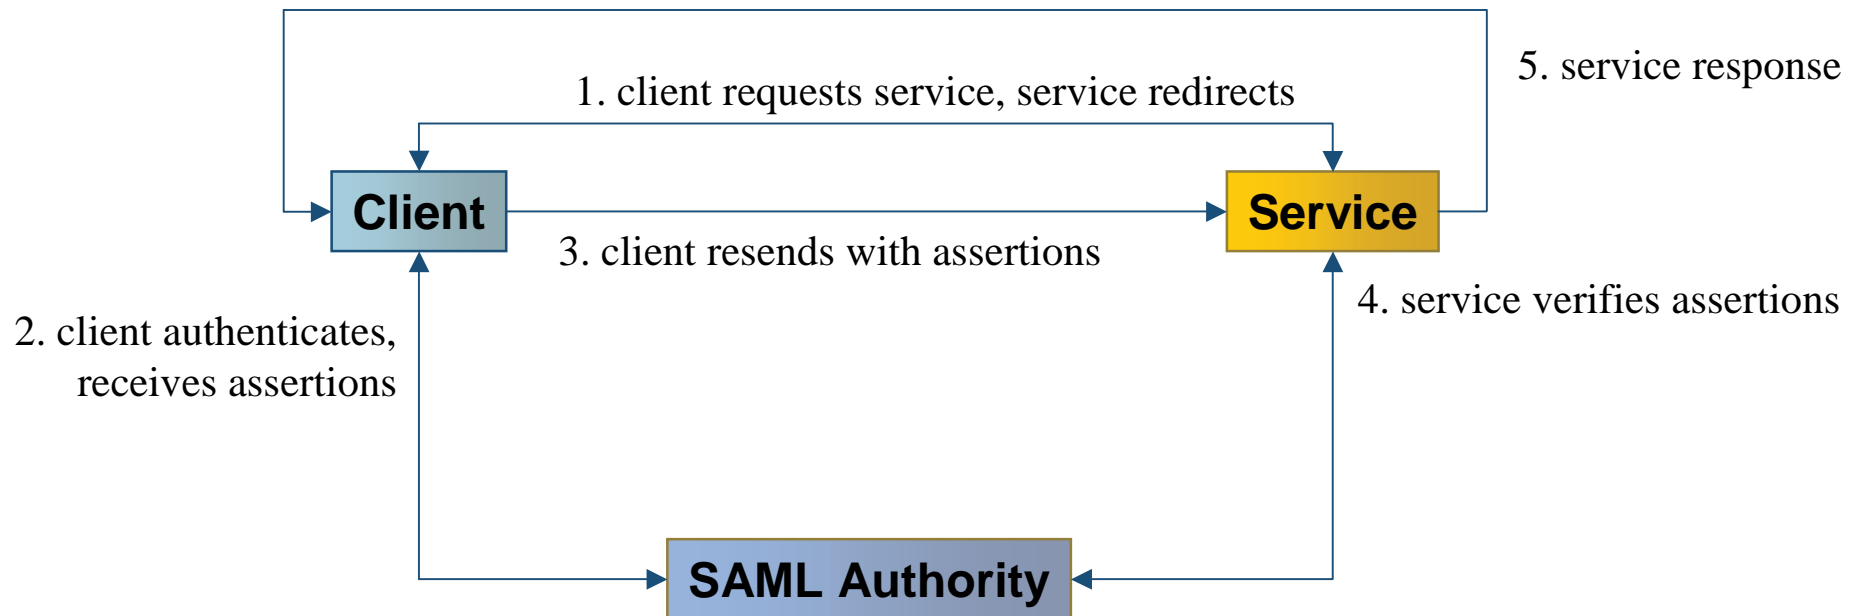 5. service response
1. client requests service, service redirects
Client
Service
3. client resends with assertions
4. service verifies assertions
2. client authenticates,
receives assertions
SAML Authority